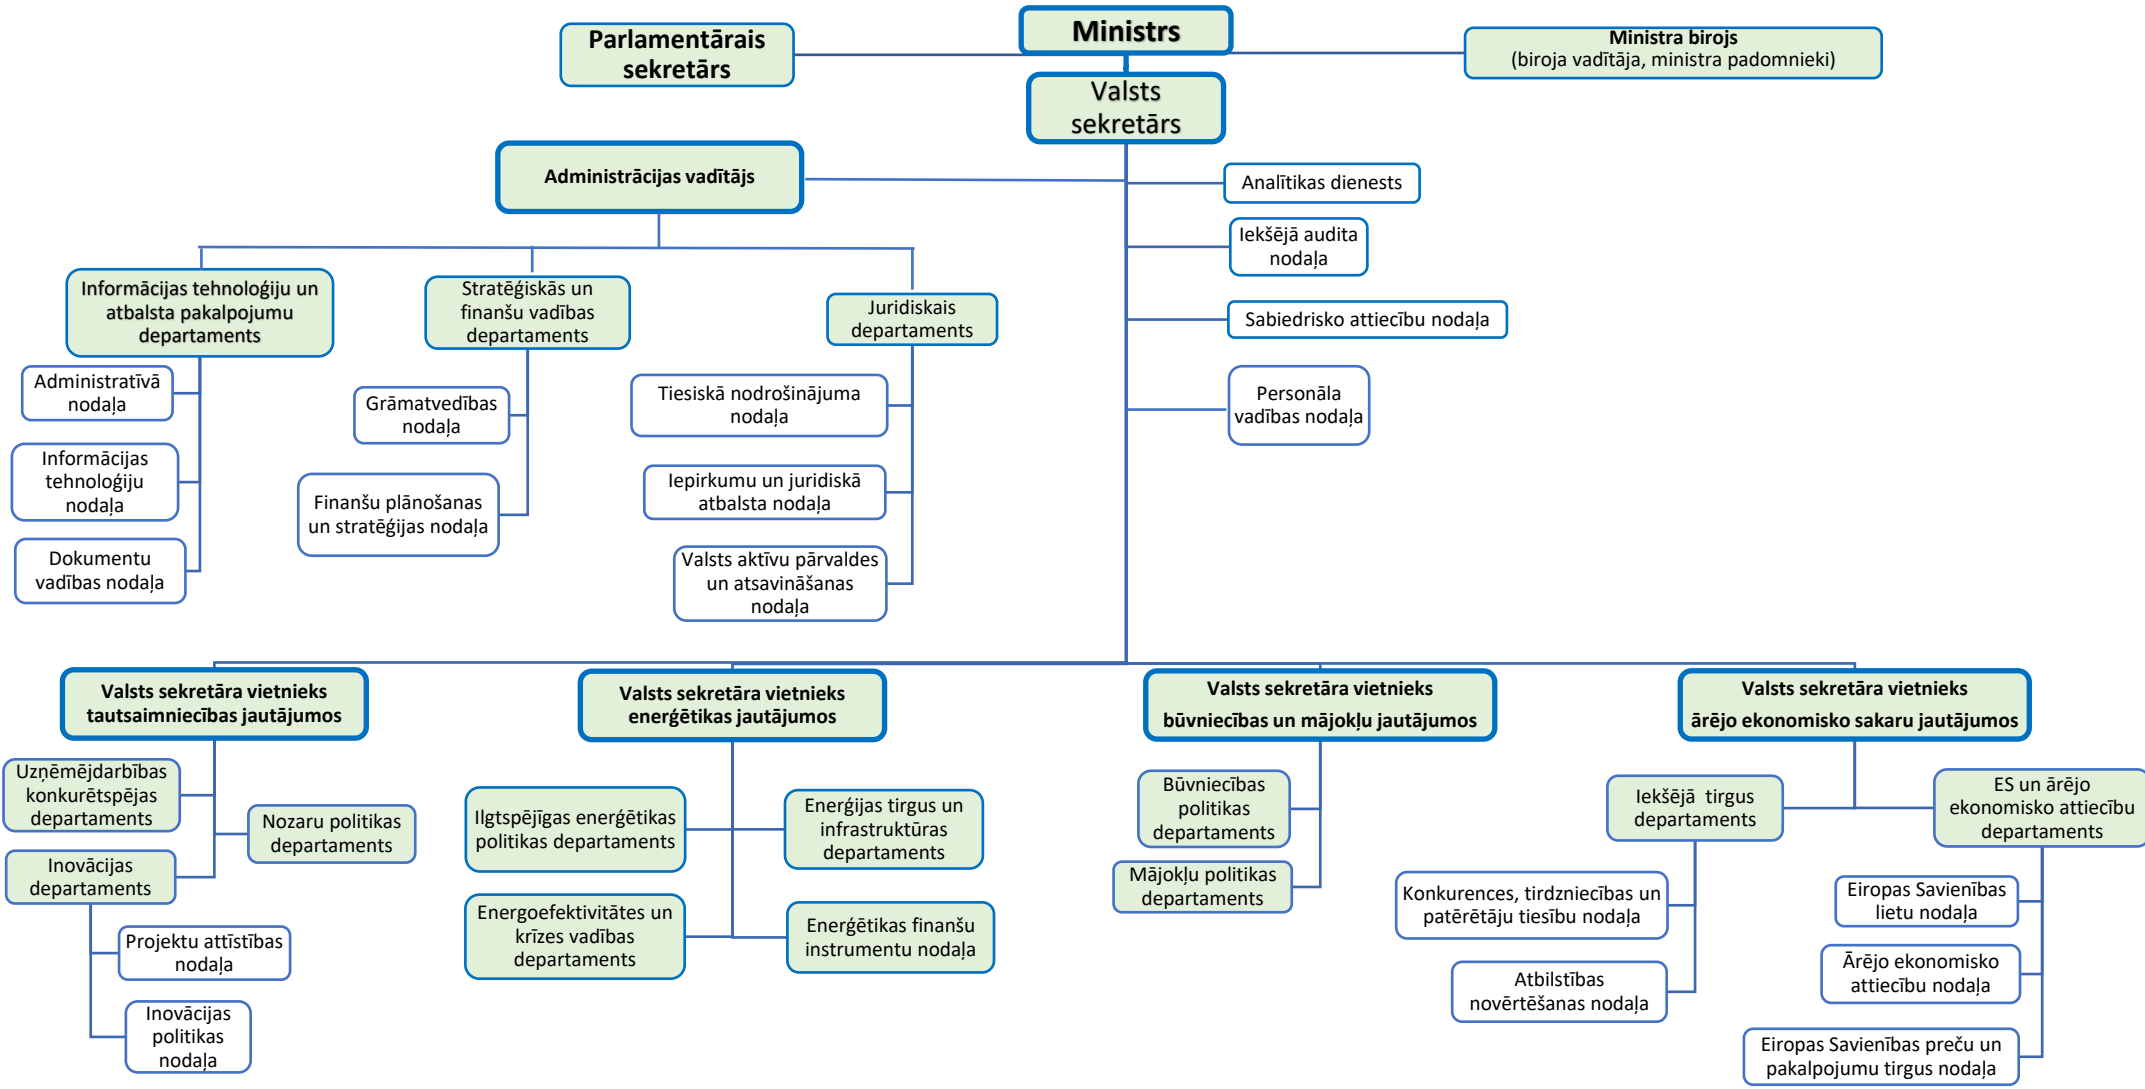 Ministrs
Parlamentārais
sekretārs
Ministra birojs
(biroja vadītāja, ministra padomnieki)
Valsts
sekretārs
Administrācijas vadītājs
Analītikas dienests
Iekšējā audita
nodaļa
Sabiedrisko attiecību nodaļa
Personāla
vadības nodaļa
Informācijas tehnoloģiju un
atbalsta pakalpojumu
departaments
Administratīvā
nodaļa
Informācijas
tehnoloģiju
nodaļa
Dokumentu
vadības nodaļa
Stratēģiskās un
finanšu vadības
departaments
Grāmatvedības
nodaļa
Finanšu plānošanas
un stratēģijas nodaļa
Juridiskais
departaments
Tiesiskā nodrošinājuma
nodaļa
Iepirkumu un juridiskā
atbalsta nodaļa
Valsts aktīvu pārvaldes
un atsavināšanas
nodaļa
Valsts sekretāra vietnieks
tautsaimniecības jautājumos
Uzņēmējdarbības
konkurētspējas
departaments
Nozaru politikas
departaments
Inovācijas
departaments
Projektu attīstības
nodaļa
Inovācijas
politikas
nodaļa
Valsts sekretāra vietnieks
enerģētikas jautājumos
Ilgtspējīgas enerģētikas
politikas departaments
Enerģijas tirgus un
infrastruktūras
departaments
Energoefektivitātes un
krīzes vadības
departaments
Enerģētikas finanšu
instrumentu nodaļa
Valsts sekretāra vietnieks
būvniecības un mājokļu jautājumos
Būvniecības
politikas
departaments
Mājokļu politikas
departaments
Valsts sekretāra vietnieks
ārējo ekonomisko sakaru jautājumos
Iekšējā tirgus
departaments
Konkurences, tirdzniecības un
patērētāju tiesību nodaļa
Atbilstības
novērtēšanas nodaļa
ES un ārējo
ekonomisko attiecību
departaments
Eiropas Savienības
lietu nodaļa
Ārējo ekonomisko
attiecību nodaļa
Eiropas Savienības preču un
pakalpojumu tirgus nodaļa